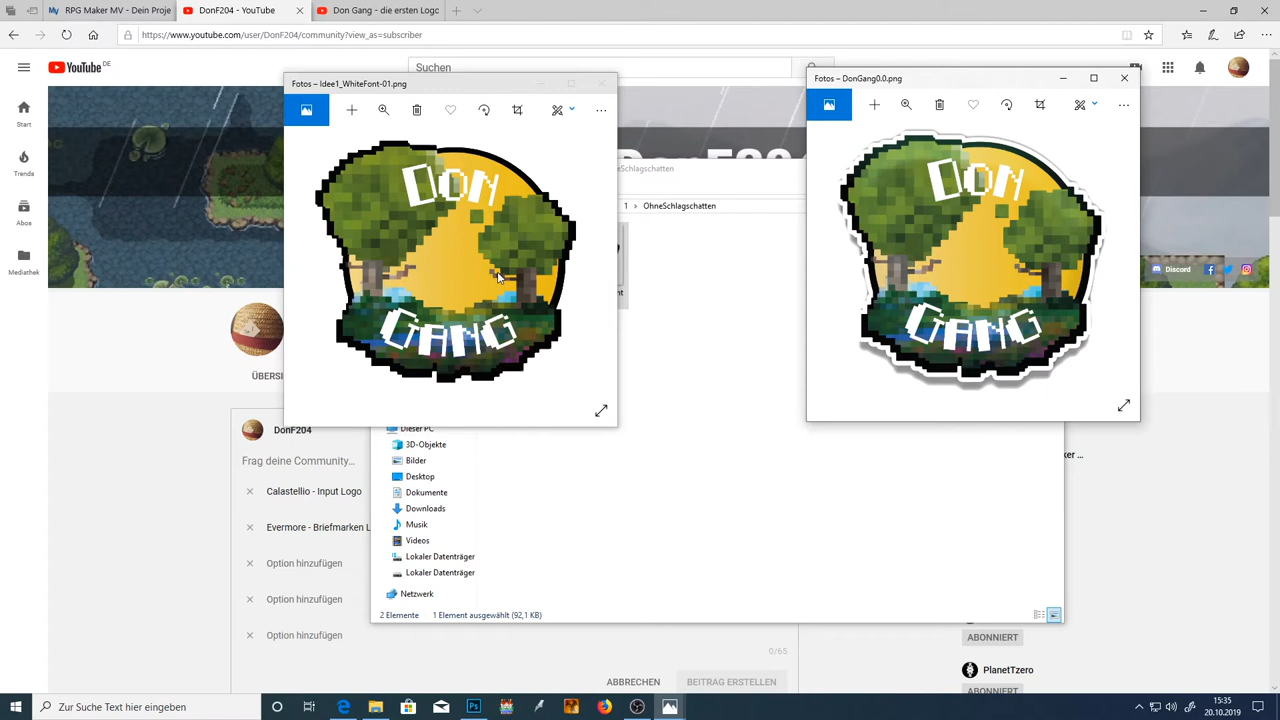 RPG Maker MV - Dein Proje
DonF204 - YouTube
Don Gang - die ersten Logc
https://www.youtube.com/user/DonF204/community?view_as=subscriber
YouTube DE
Suchen
Fotos – Idee1_WhiteFont-01.png
Fotos – DonGang0.0.png
DON
GANG
DON
GANG
Start
Trends
Abos
Mediathek
eSchlagschatten
1 > OhneSchlagschatten
nt
Discord
ÜBERSI
DonF204
Frag deine Community...
Calastellio - Input Logo
Evermore - Briefmarken L
Option hinzufügen
Option hinzufügen
Option hinzufügen
Dieser PC
3D-Objekte
Bilder
Desktop
Dokumente
Downloads
Musik
Videos
Lokaler Datenträger
Lokaler Datenträger
Netzwerk
2 Elemente 1 Element ausgewählt (92,1 KB)
ker ...
0/65
ABBRECHEN
BEITRAG ERSTELLEN
ABONNIERT
PlanetTzero
ABONNIERT
Zur Suche Text hier eingeben
15:35
20.10.2019